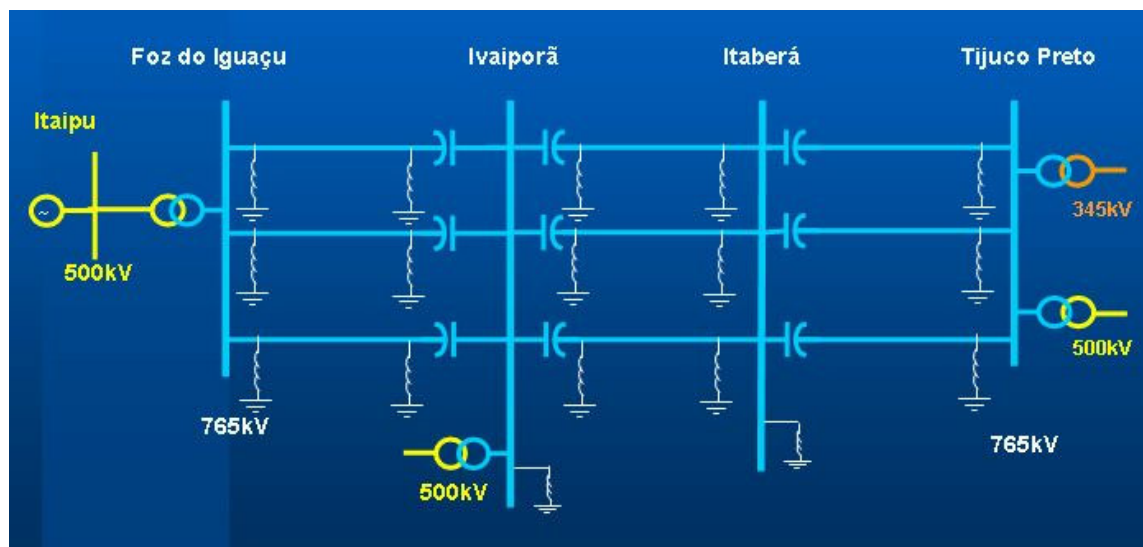 Foz do Iguaçu
Ivaiporã
Itaberá
Tijuco Preto
Itaipu
~
345kV
500kV
500kV
765kV
765kV
500kV